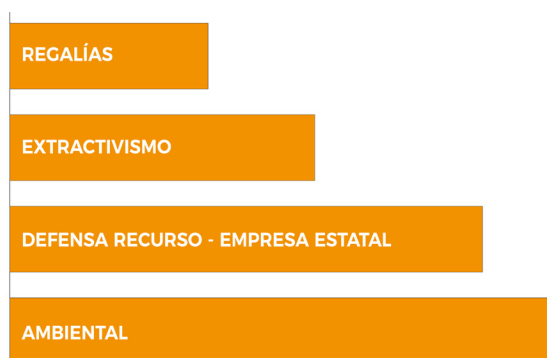 REGALÍAS
EXTRACTIVISMO
DEFENSA RECURSO - EMPRESA ESTATAL
AMBIENTAL